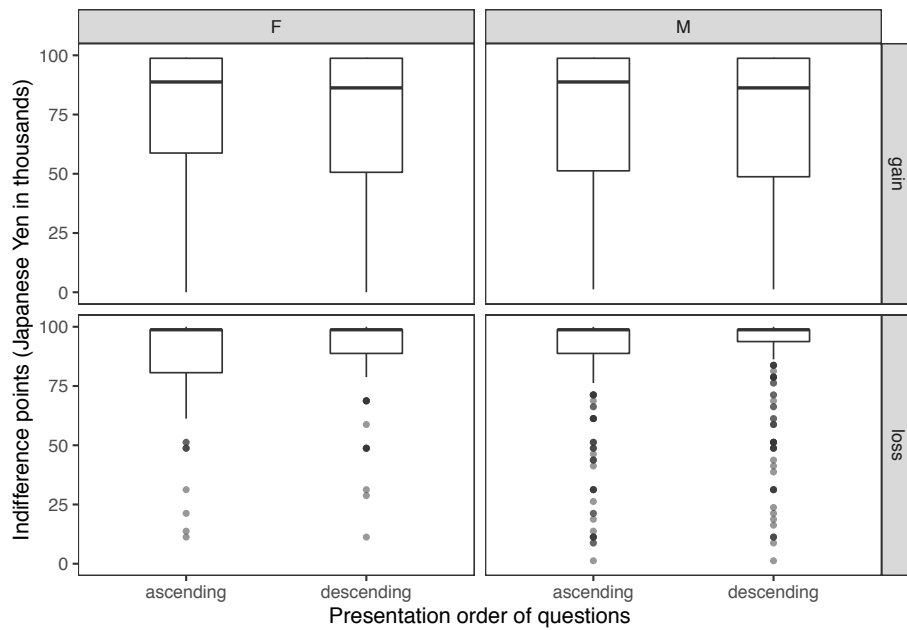 F
M
Indifference points (Japanese Yen in thousands)
100
75
50
25
0
gain
100
75
50
25
0
loss
ascending
descending
ascending
descending
Presentation order of questions